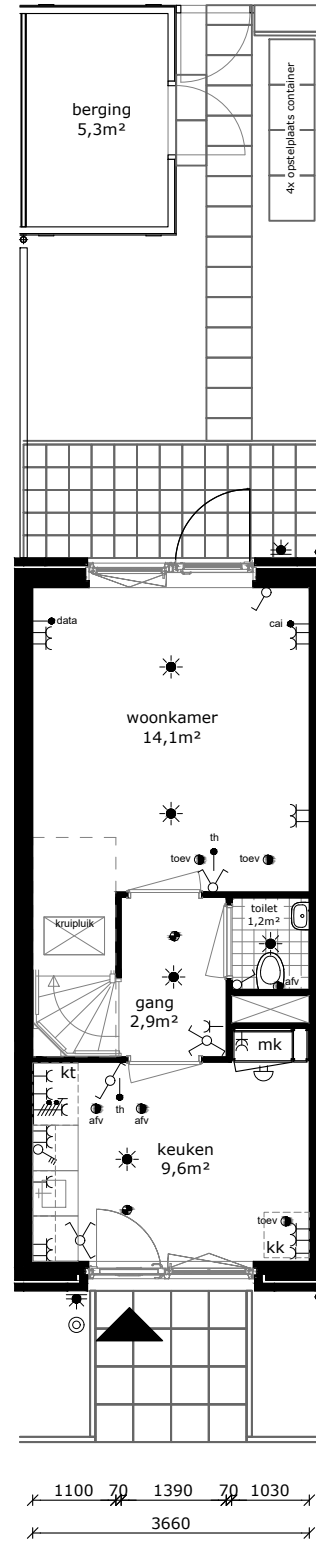 berging
5,3m²
4x opstelplaats container
data
cai
woonkamer
14,1m²
th
toev
toev
toilet
1,2m²
kruipluik
afv
gang
2,9m²
mk
kt
th
afv
afv
keuken
9,6m²
toev
kk
1100 70 1390 70 1030
3660